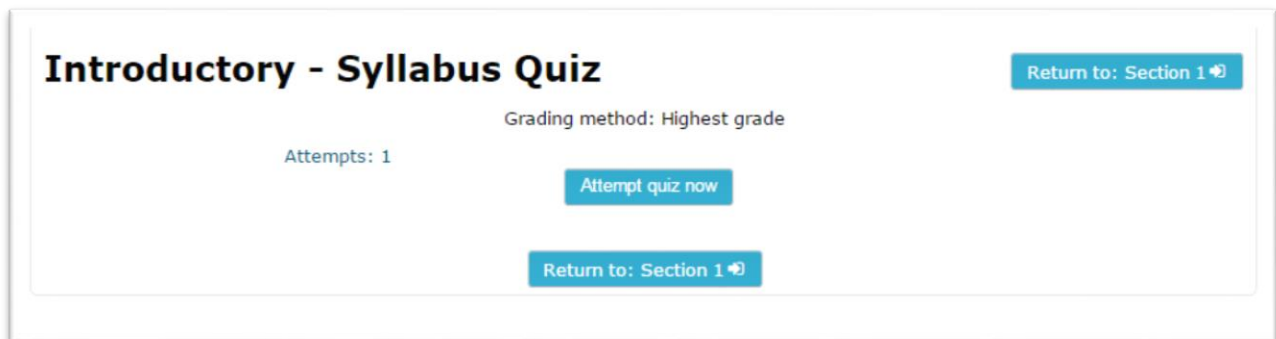 Introductory - Syllabus Quiz
Return to: Section 1
Grading method: Highest grade
Attempts: 1
Attempt quiz now
Return to: Section 1